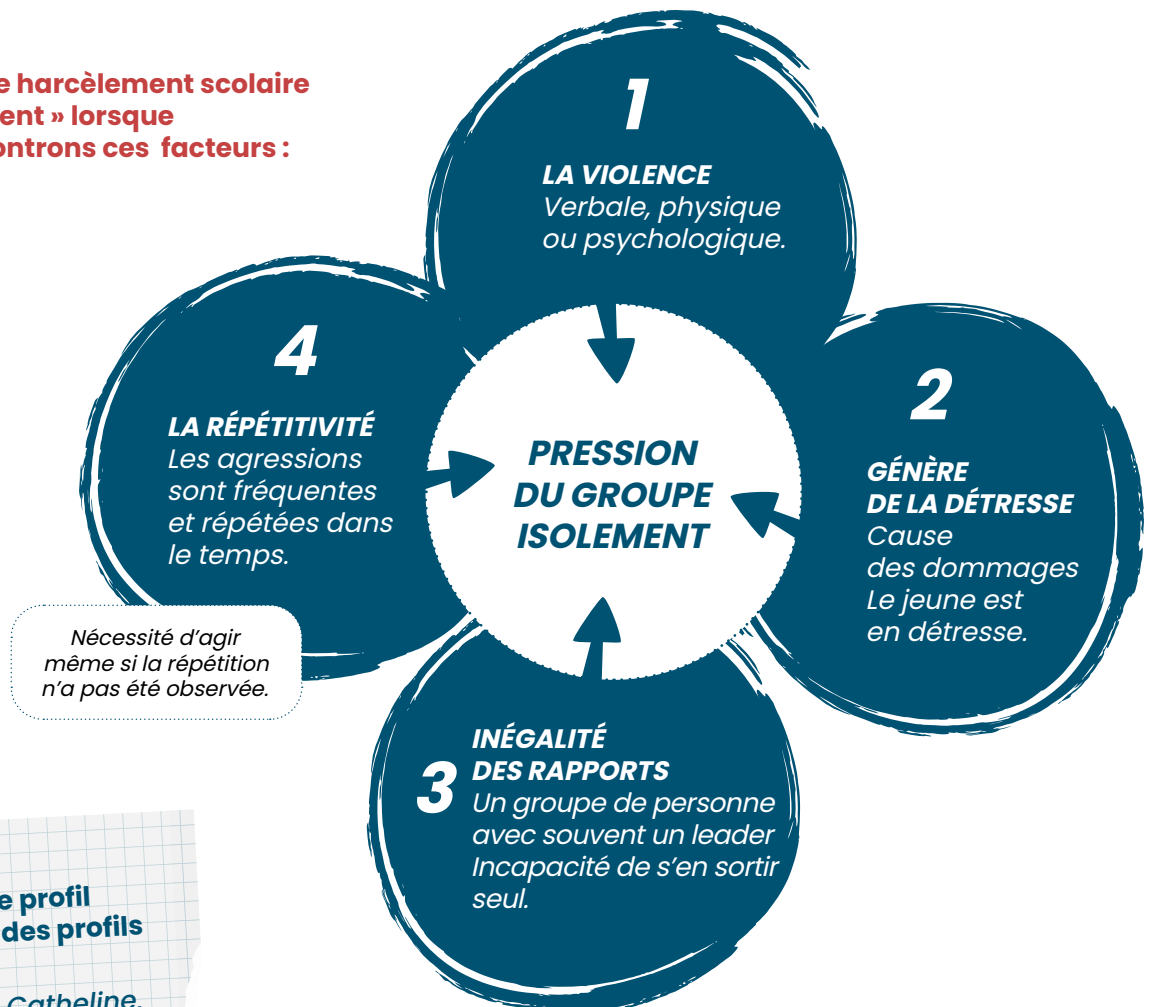 e harcèlement scolaire
ent » lorsque
ontrons ces facteurs :
1
LA VIOLENCE
Verbale, physique
ou psychologique.
2
GÉNÈRE
DE LA DÉTRESSE
Cause
des dommages
Le jeune est
en détresse.
3
INÉGALITÉ
DES RAPPORTS
Un groupe de personne
avec souvent un leader
Incapacité de s'en sortir
seul.
4
LA RÉPÉTITIVITÉ
Les agressions
sont fréquentes
et répétées dans
le temps.
Nécessité d'agir
même si la répétition
n'a pas été observée.
PRESSION
DU GROUPE
ISOLEMENT
e profil
des profils
Catheline,